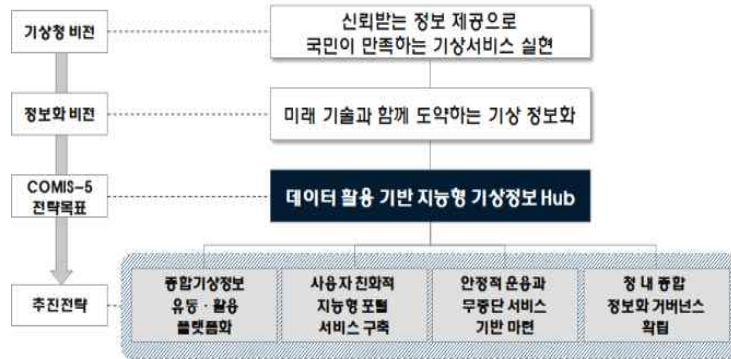 기상청 비전
신뢰받는 정보 제공으로
국민이 만족하는 기상서비스 실현
정보화 비전
미래 기술과 함께 도약하는 기상 정보화
COMIS-5
전략목표
데이터 활용 기반 지능형 기상정보 Hub
추진전략
종합기상정보
유통·활용
플랫폼화
사용자 친화적
지능형 포털
서비스 구축
안정적 운용과
무중단 서비스
기반 마련
청 내 종합
정보화 거버넌스
확립